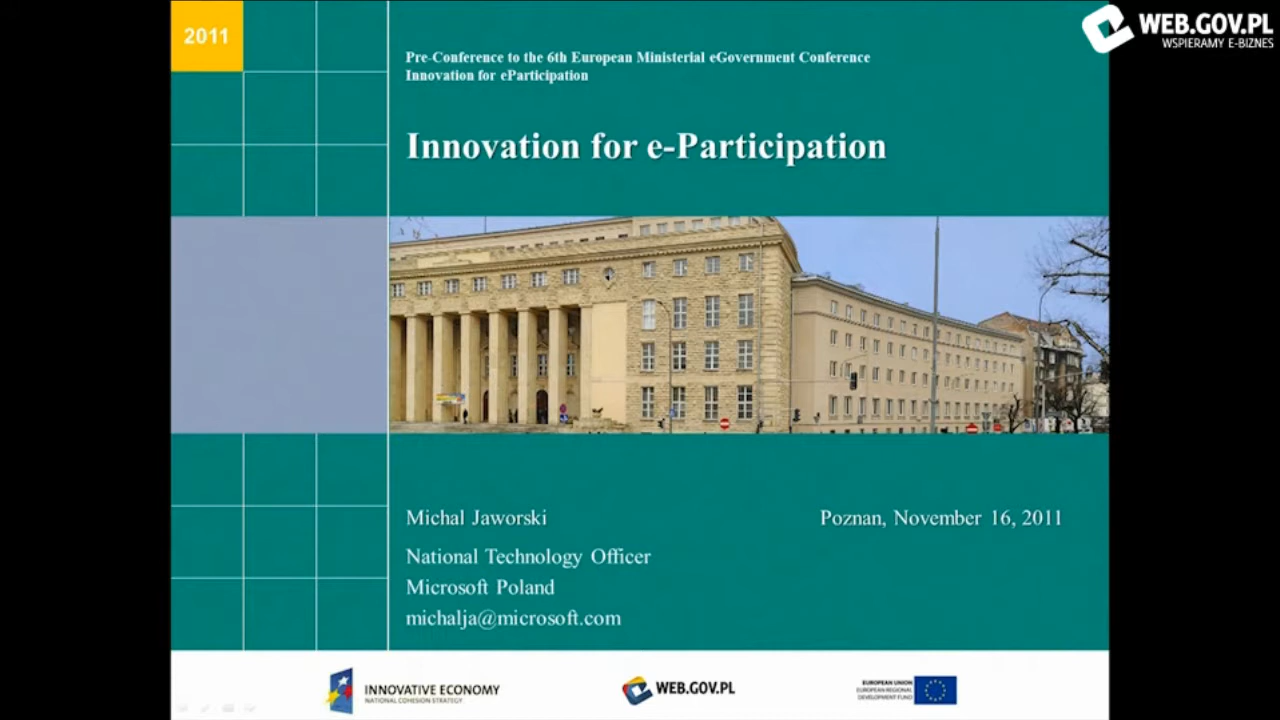 2011
WEB.GOV.PL
WSPIERAMY E-BIZNES
Pre-Conference to the 6th European Ministerial eGovernment Conference
Innovation for eParticipation
Innovation for e-Participation
Michal Jaworski
Poznan, November 16, 2011
National Technology Officer
Microsoft Poland
michalja@microsoft.com
INNOVATIVE ECONOMY
NATIONAL COHESION STRATEGY
WEB.GOV.PL
EUROPEAN UNION
EUROPEAN REGIONAL
DEVELOPMENT FUND